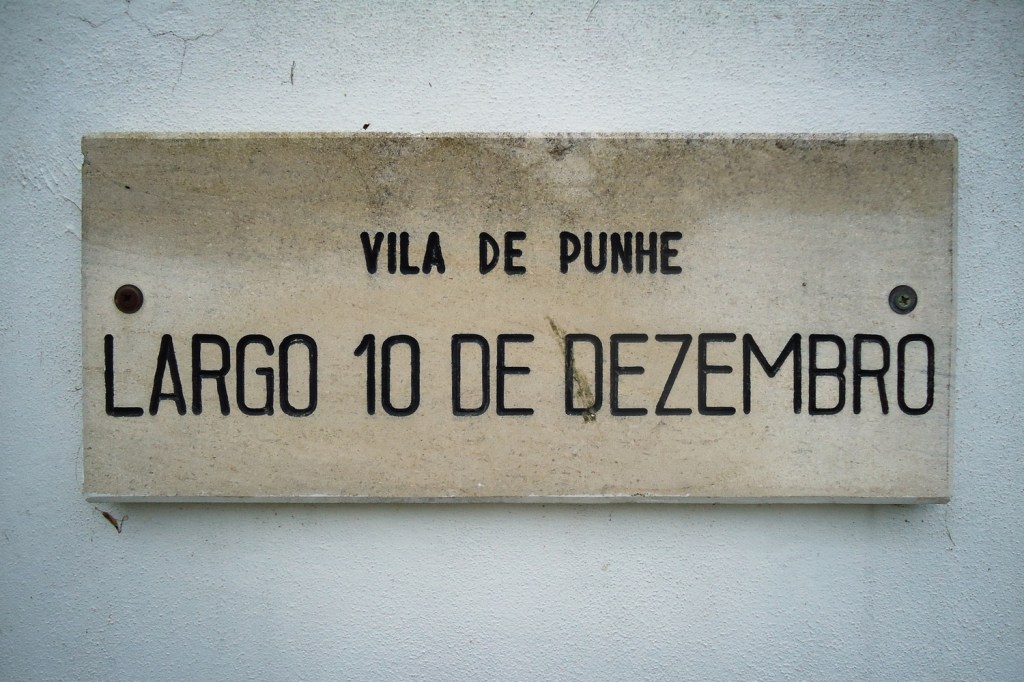 VILA DE PUNHE
LARGO 10 DE DEZEMBRO